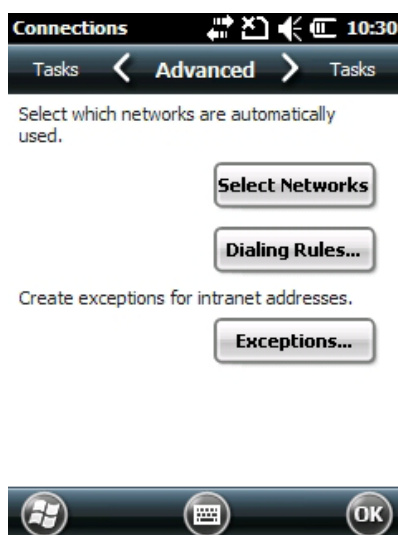 Connections 10:30
Tasks Advanced Tasks
Select which networks are automatically
used.
Select Networks
Dialing Rules...
Create exceptions for intranet addresses.
Exceptions...
OK